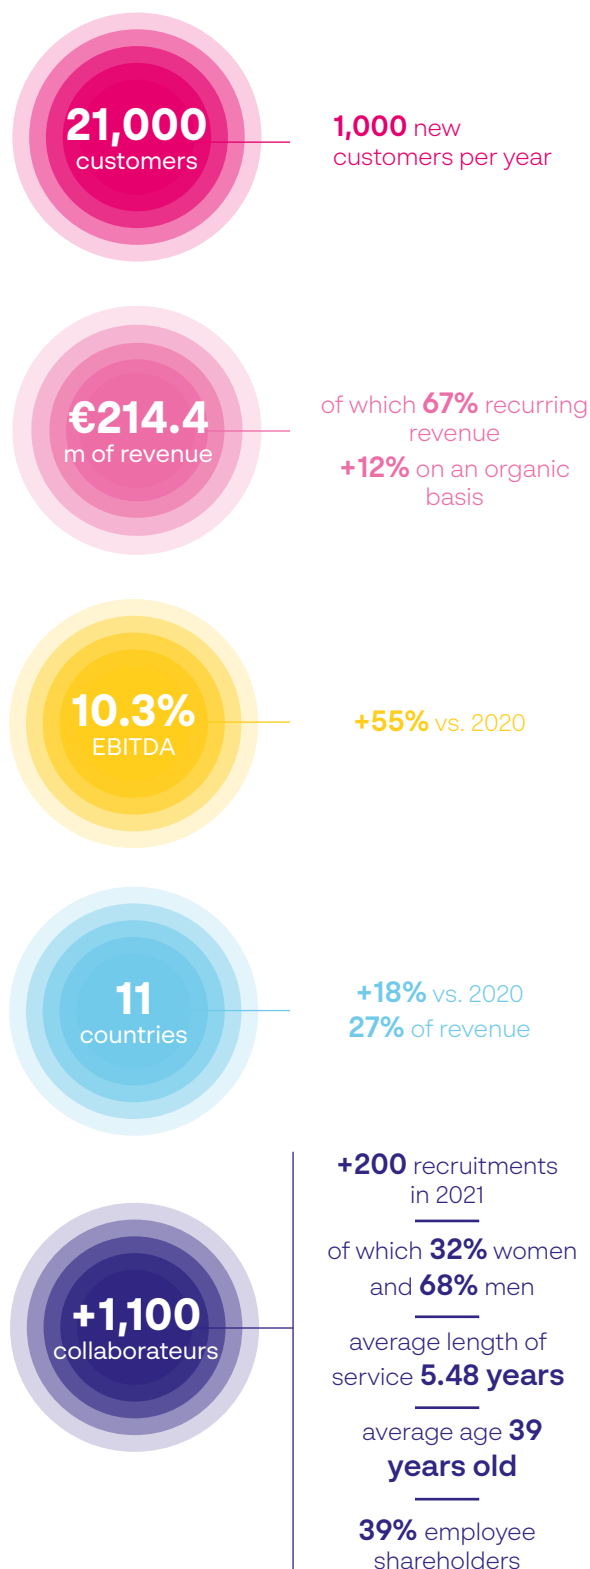 21,000
customers
1,000 new
customers per year
€214.4
m of revenue
of which 67% recurring
revenue
+12% on an organic
basis
10.3%
EBITDA
+55% vs. 2020
11
countries
+18% vs. 2020
27% of revenue
+1,100
collaborateurs
+200 recruitments
in 2021
of which 32% women
and 68% men
average length of
service 5.48 years
average age 39
years old
39% employee
shareholders